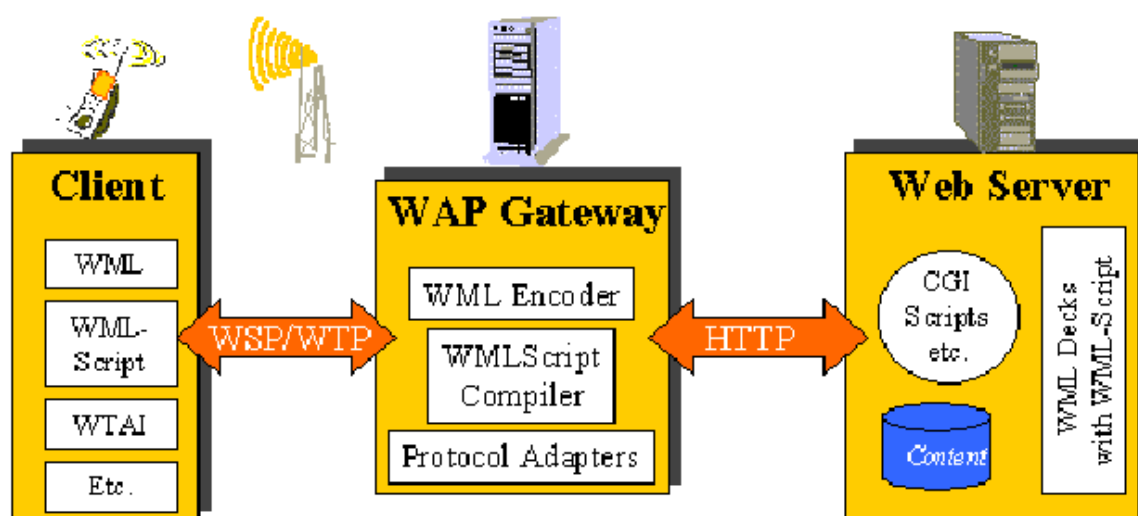 Client
WML
WML-
Script
WTAI
Etc.
WSP/WTP
WAP Gateway
WML Encoder
WMLScript
Compiler
Protocol Adapters
HTTP
Web Server
CGI
Scripts
etc.
Content
WML Decks
with WML-Script